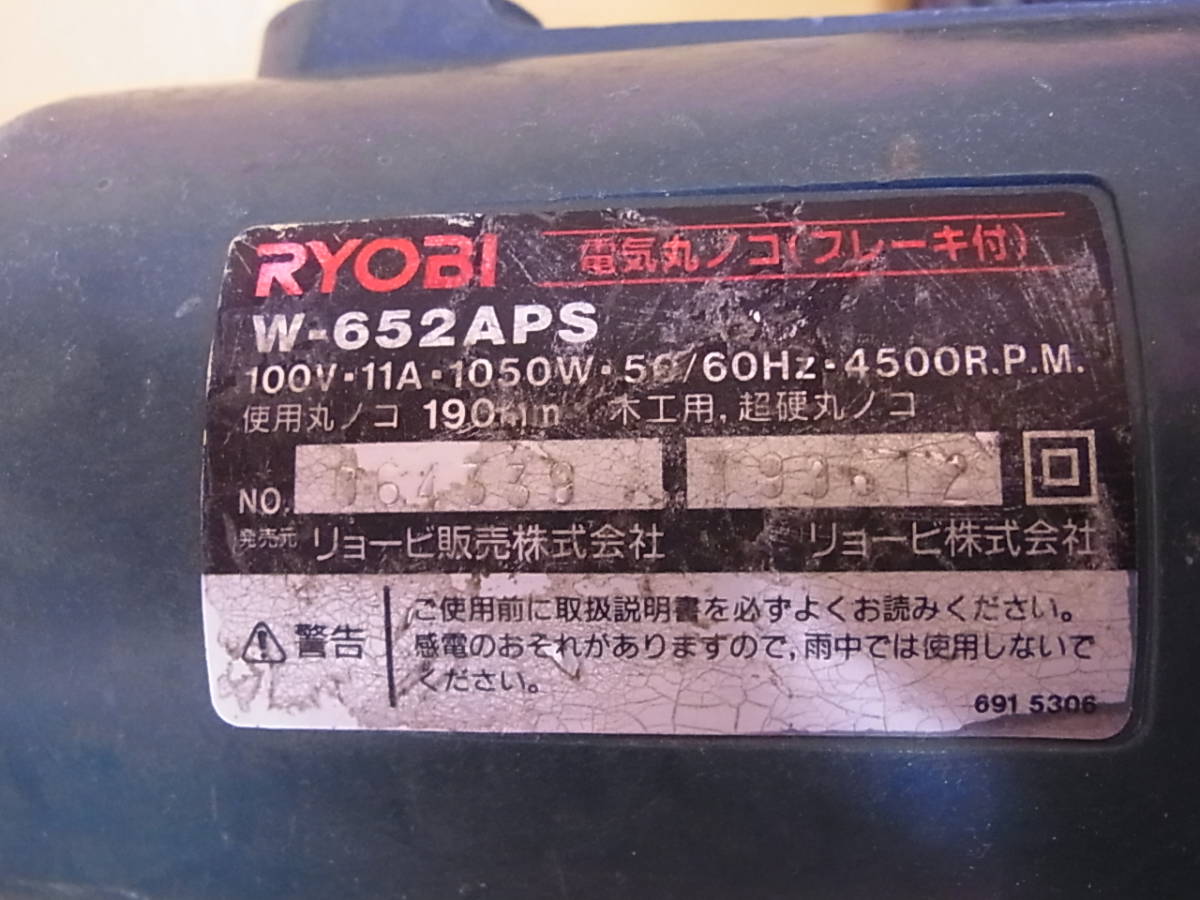 RYOBI 電気丸ノコ(ブレーキ付)
W-652APS
100V・11A・1050W・50/60Hz・4500R.P.M.
使用丸ノコ 190mm 木工用,超硬丸ノコ
NO. 064339 199612
発売元 リョービ販売株式会社 リョービ株式会社
警告
ご使用前に取扱説明書を必ずよくお読みください。
感電のおそれがありますので,雨中では使用しないで
ください。
691 5306